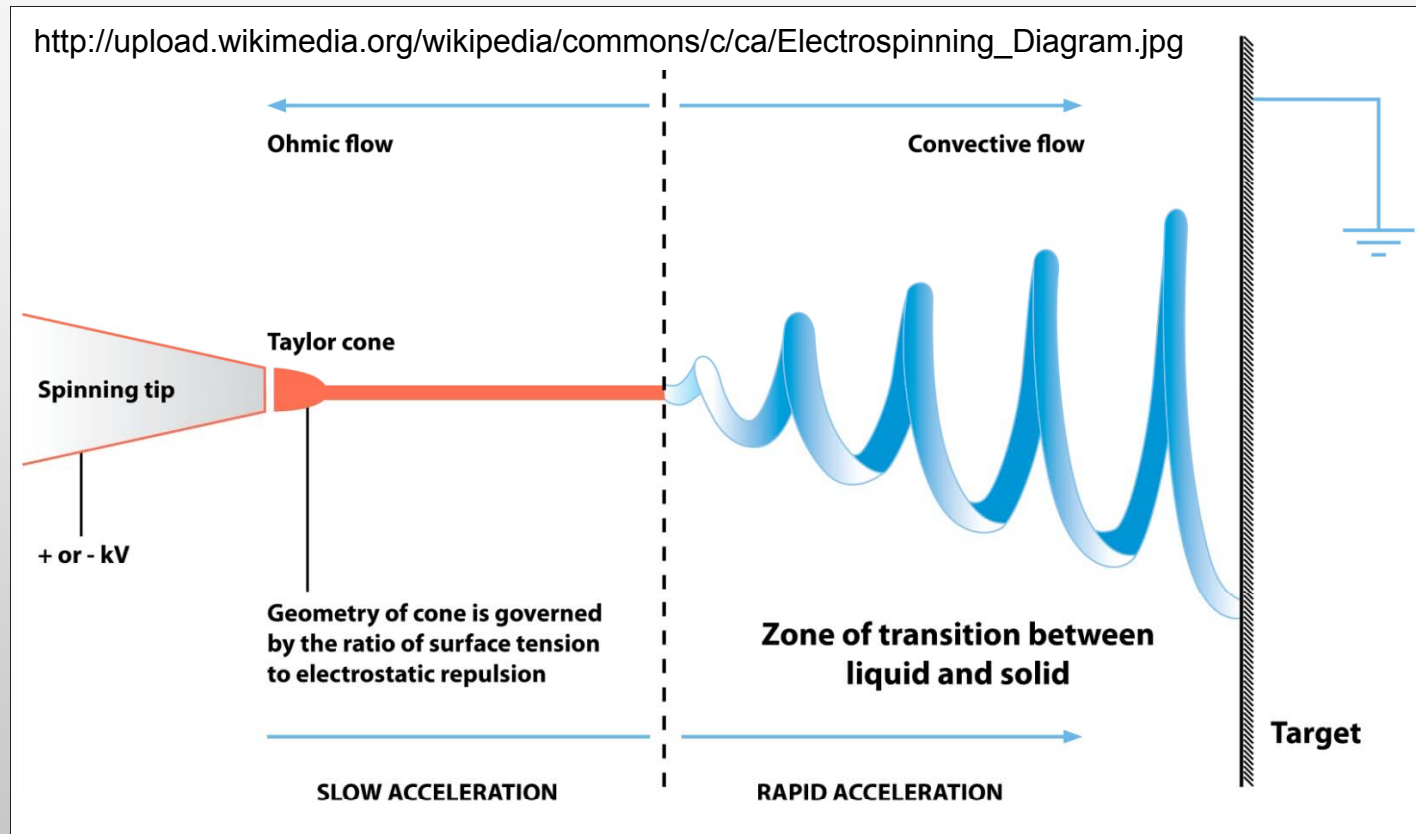 http://upload.wikimedia.org/wikipedia/commons/c/ca/Electrospinning_Diagram.jpg
Ohmic flow
Convective flow
Taylor cone
Spinning tip
+ or - kV
Geometry of cone is governed
by the ratio of surface tension
to electrostatic repulsion
Zone of transition between
liquid and solid
Target
SLOW ACCELERATION
RAPID ACCELERATION